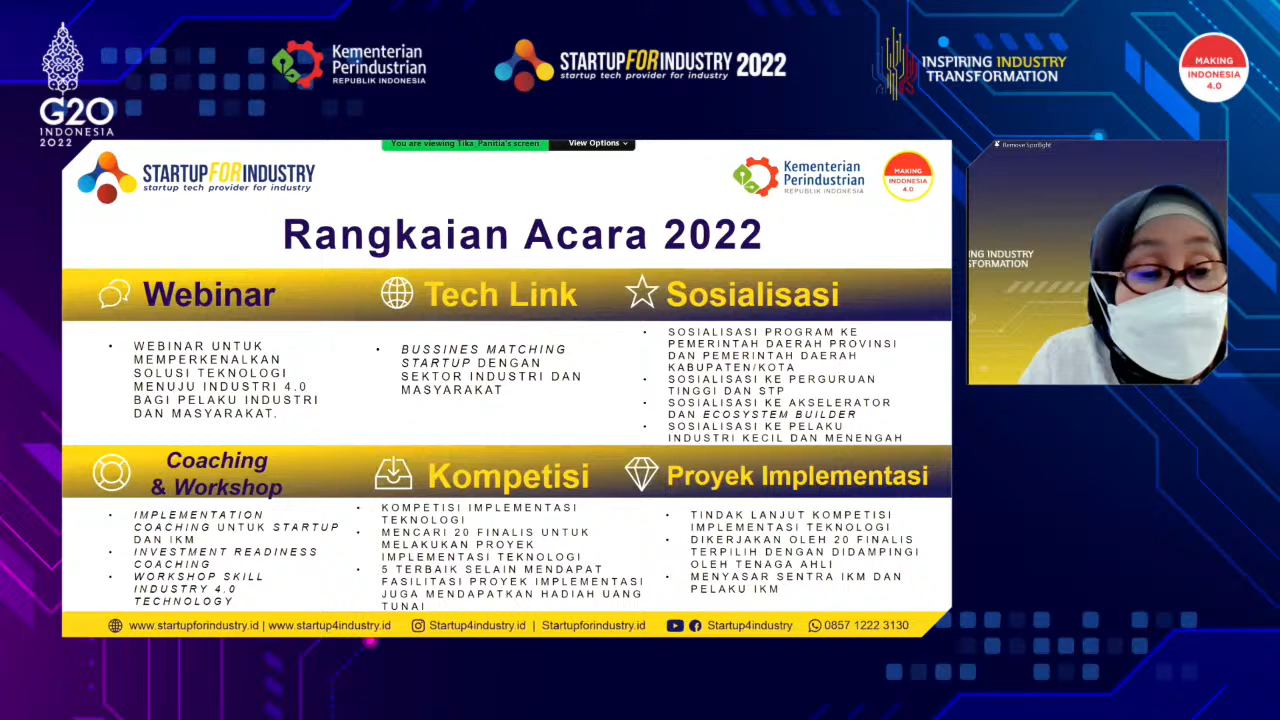 G20
INDONESIA
2022
Kementerian
Perindustrian
REPUBLIK INDONESIA
STARTUPFORINDUSTRY 2022
startup tech provider for industry
INSPIRING INDUSTRY
TRANSFORMATION
MAKING
INDONESIA
4.0
You are viewing Tika_Panitia's screen
View Options
Remove Spotlight
STARTUPFORINDUSTRY
startup tech provider for industry
Kementerian
Perindustrian
REPUBLIK INDONESIA
MAKING
INDONESIA
4.0
Rangkaian Acara 2022
ING INDUSTRY
SFORMATION
Webinar
WEBINAR UNTUK
MEMPERKENALKAN
SOLUSI TEKNOLOGI
MENUJU INDUSTRI 4.0
BAGI PELAKU INDUSTRI
DAN MASYARAKAT.
Tech Link
BUSSINES MATCHING
STARTUP DENGAN
SEKTOR INDUSTRI DAN
MASYARAKAT
Sosialisasi
SOSIALISASI PROGRAM KE
PEMERINTAH DAERAH PROVINSI
DAN PEMERINTAH DAERAH
KABUPATEN/KOTA
SOSIALISASI KE PERGURUAN
TINGGI DAN STP
SOSIALISASI KE AKSELERATOR
DAN ECOSYSTEM BUILDER
SOSIALISASI KE PELAKU
INDUSTRI KECIL DAN MENENGAH
Coaching
& Workshop
IMPLEMENTATION
COACHING UNTUK STARTUP
DAN IKM
INVESTMENT READINESS
COACHING
WORKSHOP SKILL
INDUSTRY 4.0
TECHNOLOGY
Kompetisi
KOMPETISI IMPLEMENTASI
TEKNOLOGI
MENCARI 20 FINALIS UNTUK
MELAKUKAN PROYEK
IMPLEMENTASI TEKNOLOGI
5 TERBAIK SELAIN MENDAPAT
FASILITASI PROYEK IMPLEMENTASI
JUGA MENDAPATKAN HADIAH UANG
TUNAI
Proyek Implementasi
TINDAK LANJUT KOMPETISI
IMPLEMENTASI TEKNOLOGI
DIKERJAKAN OLEH 20 FINALIS
TERPILIH DENGAN DIDAMPINGI
OLEH TENAGA AHLI
MENYASAR SENTRA IKM DAN
PELAKU IKM
www.startupforindustry.id | www.startup4industry.id
Startup4industry.id | Startupforindustry.id
Startup4industry
0857 1222 3130